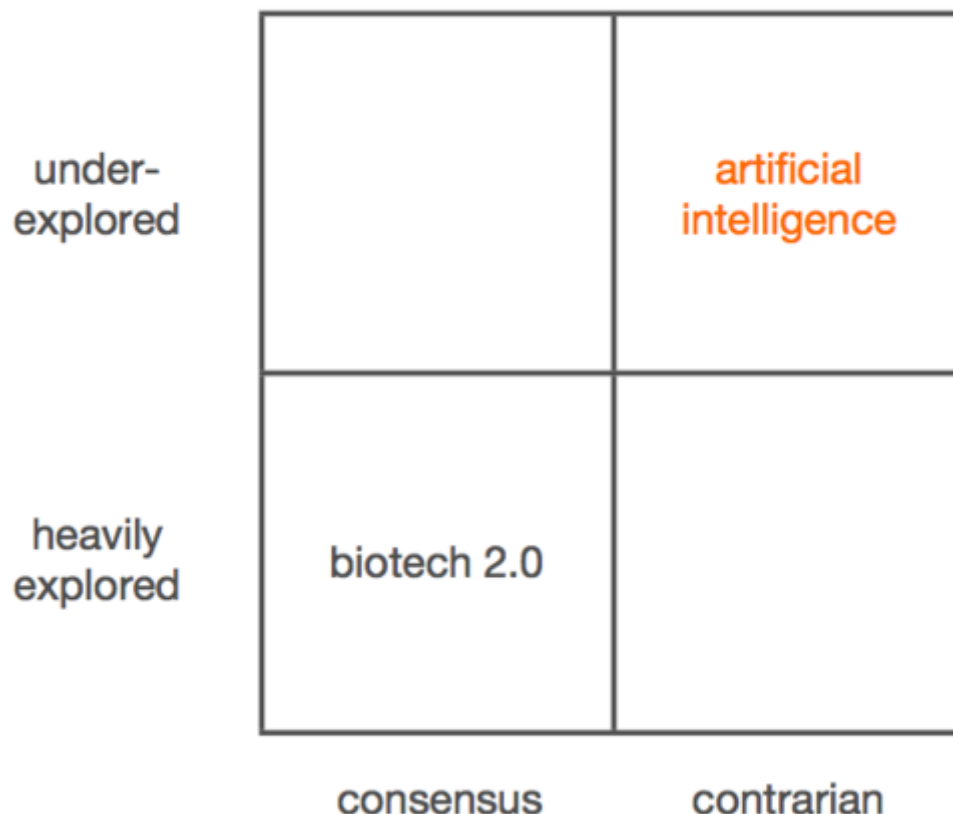 under-
explored
artificial
intelligence
heavily
explored
biotech 2.0
consensus
contrarian